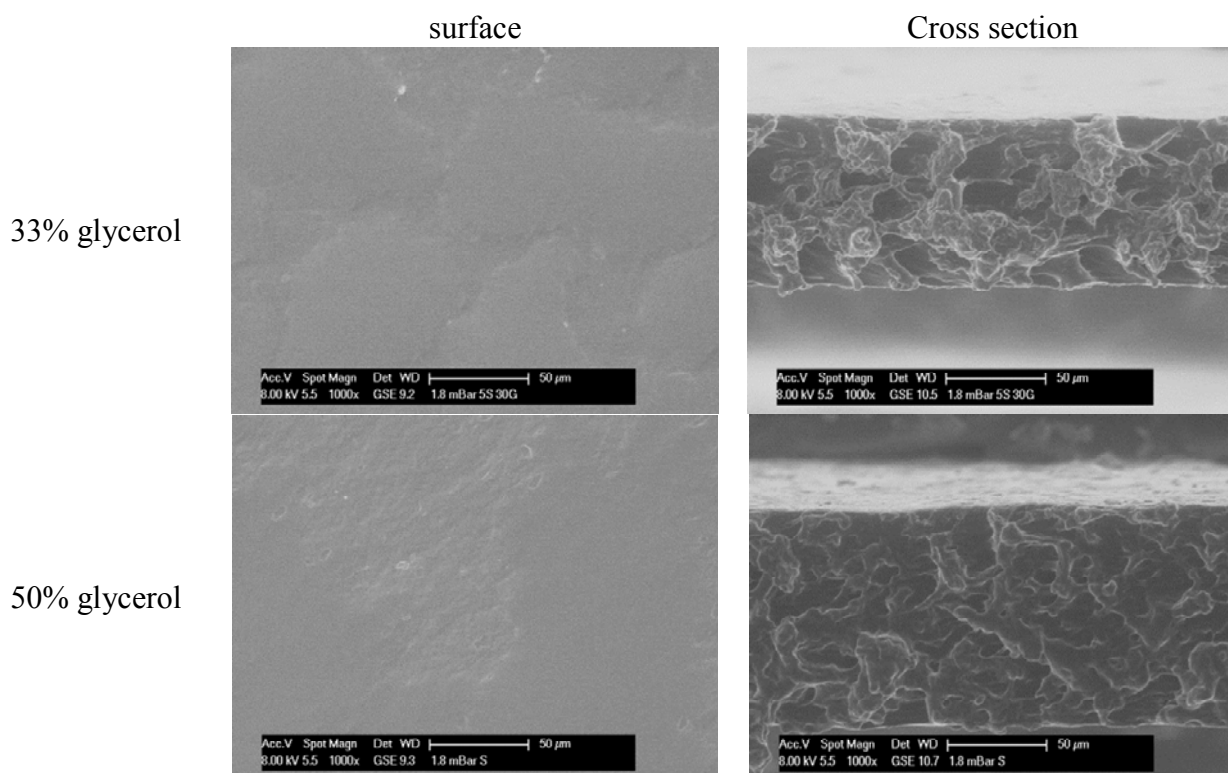 surface Cross section
33% glycerol
Acc.V Spot Magn Det WD 50 µm
8.00 kV 5.5 1000x GSE 9.2 1.8 mBar 5S 30G
Acc.V Spot Magn Det WD 50 µm
8.00 kV 5.5 1000x GSE 10.5 1.8 mBar 5S 30G
50% glycerol
Acc.V Spot Magn Det WD 50 µm
8.00 kV 5.5 1000x GSE 9.3 1.8 mBar S
Acc.V Spot Magn Det WD 50 µm
8.00 kV 5.5 1000x GSE 10.7 1.8 mBar S